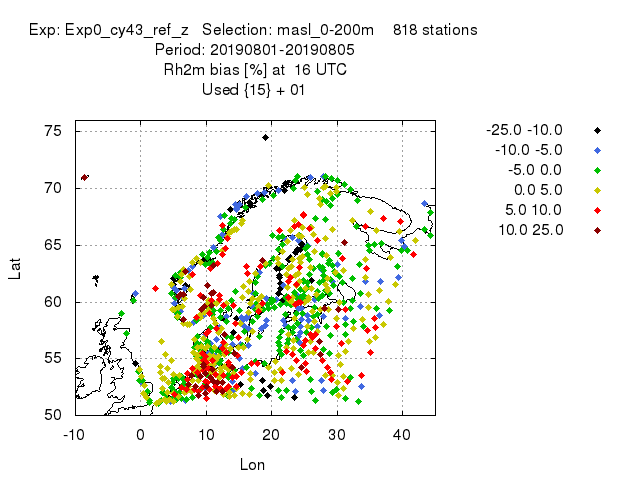 Exp: Exp0_cy43_ref_z Selection: masl_0-200m 818 stations
Period: 20190801-20190805
Rh2m bias [%] at 16 UTC
Used {15} + 01
75
70
65
60
55
50
-10 0 10 20 30 40
Lat
Lon
-25.0 -10.0
-10.0 -5.0
-5.0 0.0
0.0 5.0
5.0 10.0
10.0 25.0